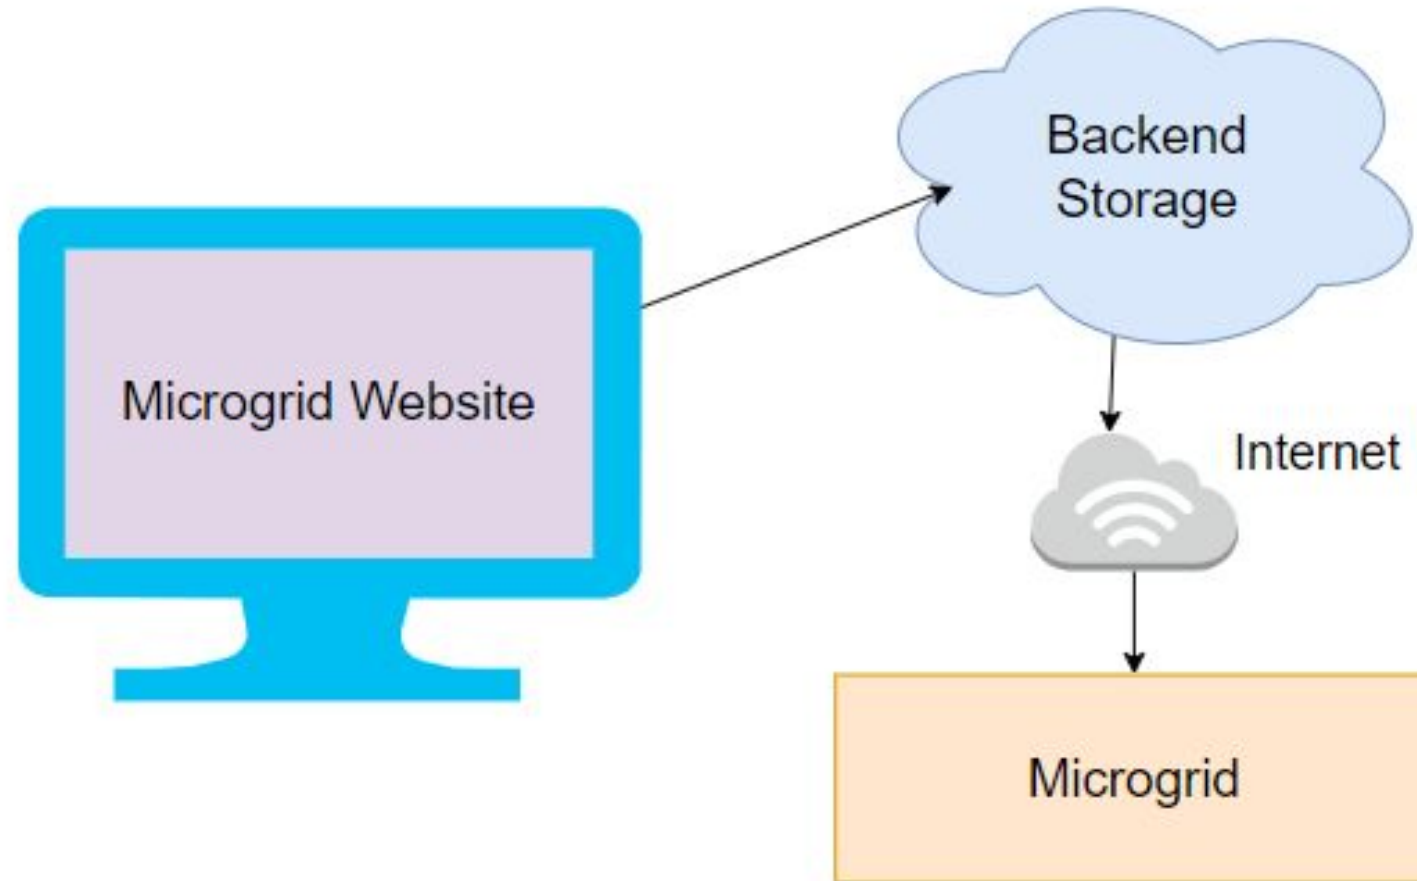 Backend
Storage
Microgrid Website
Internet
Microgrid